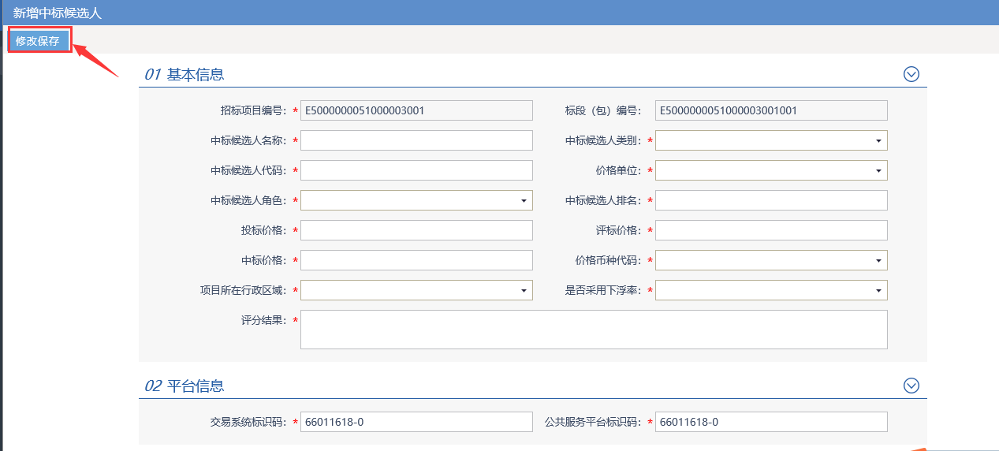 新增中标候选人
修改保存
01 基本信息
招标项目编号：* E5000000051000003001 标段（包）编号： E5000000051000003001001
中标候选人名称：* 中标候选人类别：*
中标候选人代码：* 价格单位：*
中标候选人角色：* 中标候选人排名：*
投标价格：* 评标价格：*
中标价格：* 价格币种代码：*
项目所在行政区域：* 是否采用下浮率：*
评分结果：*
02 平台信息
交易系统标识码：* 66011618-0 公共服务平台标识码：* 66011618-0